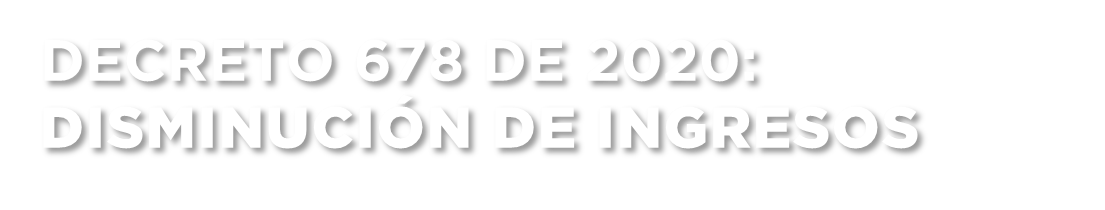 DECRETO 678 DE 2020:
DISMINUCIÓN DE INGRESOS